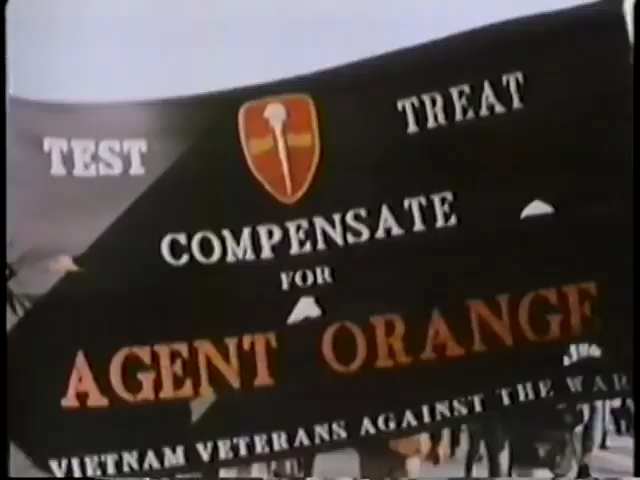 TEST TREAT
COMPENSATE
FOR
AGENT ORANGE
VIETNAM VETERANS AGAINST THE WAR